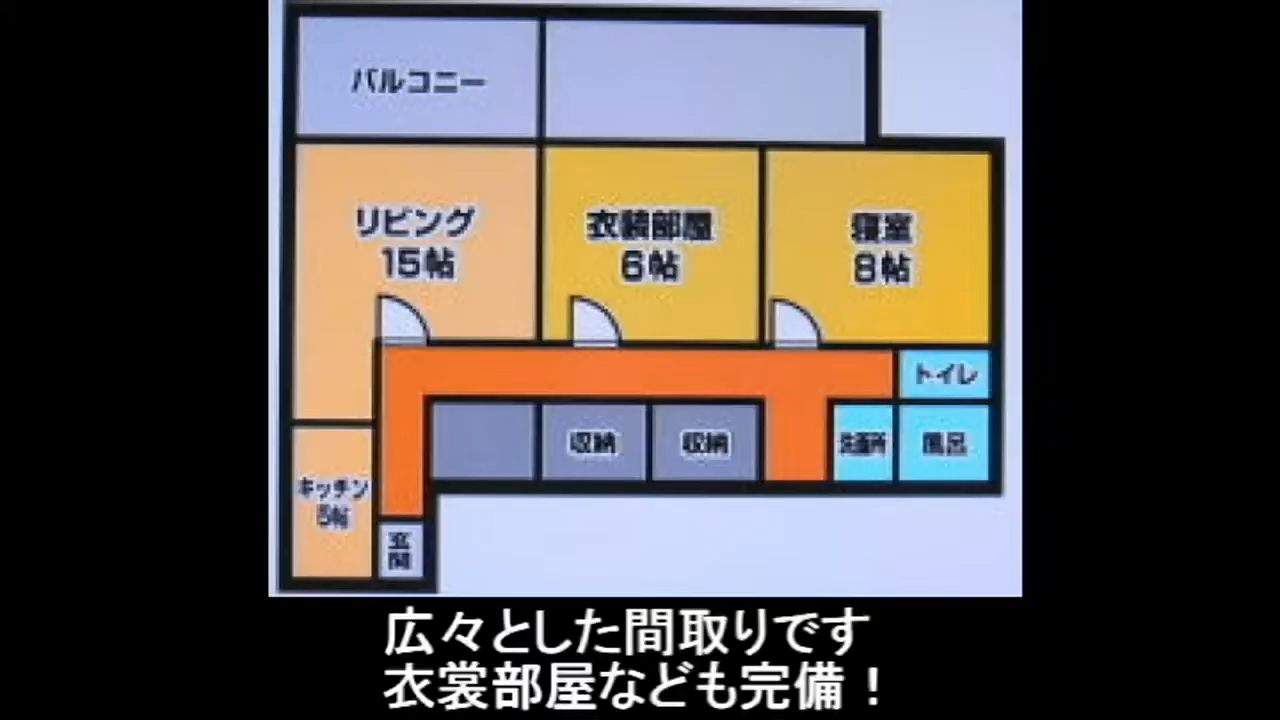 バルコニー
リビング
15帖
衣装部屋
6帖
寝室
8帖
トイレ
収納
収納
洗面所
風呂
キッチン
5帖
玄関
広々とした間取りです
衣裳部屋なども完備！